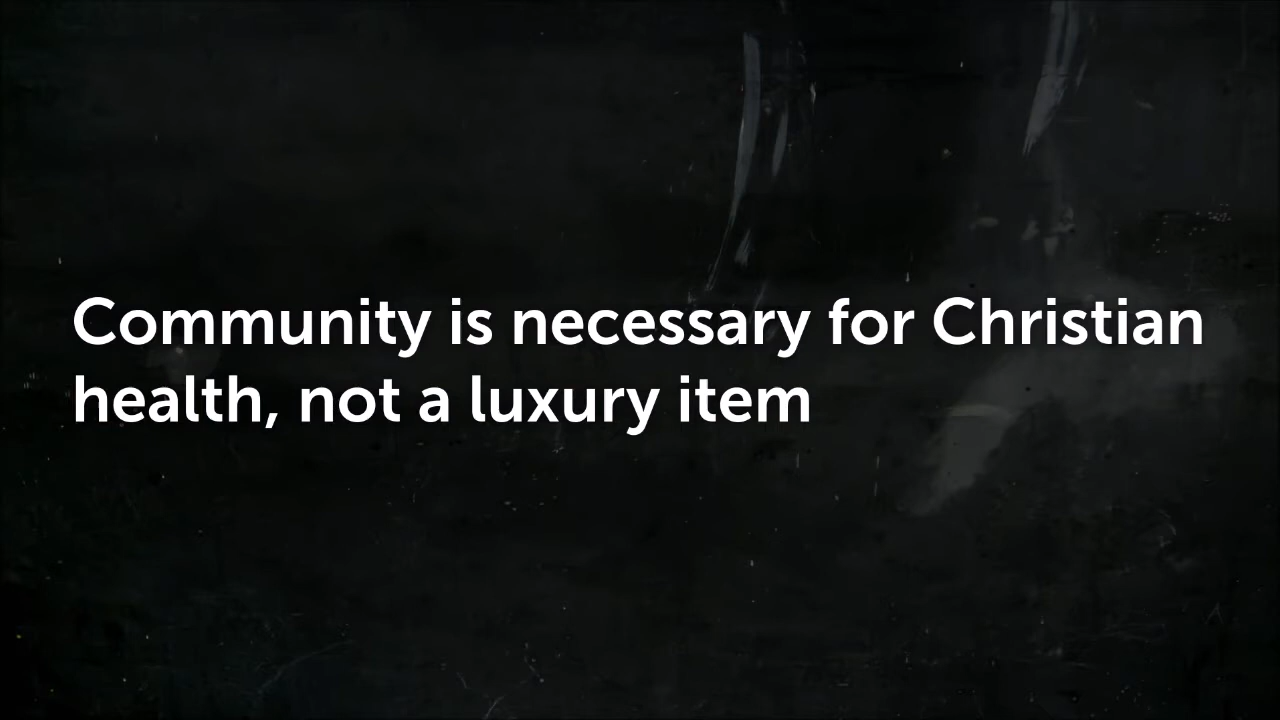 Community is necessary for Christian
health, not a luxury item